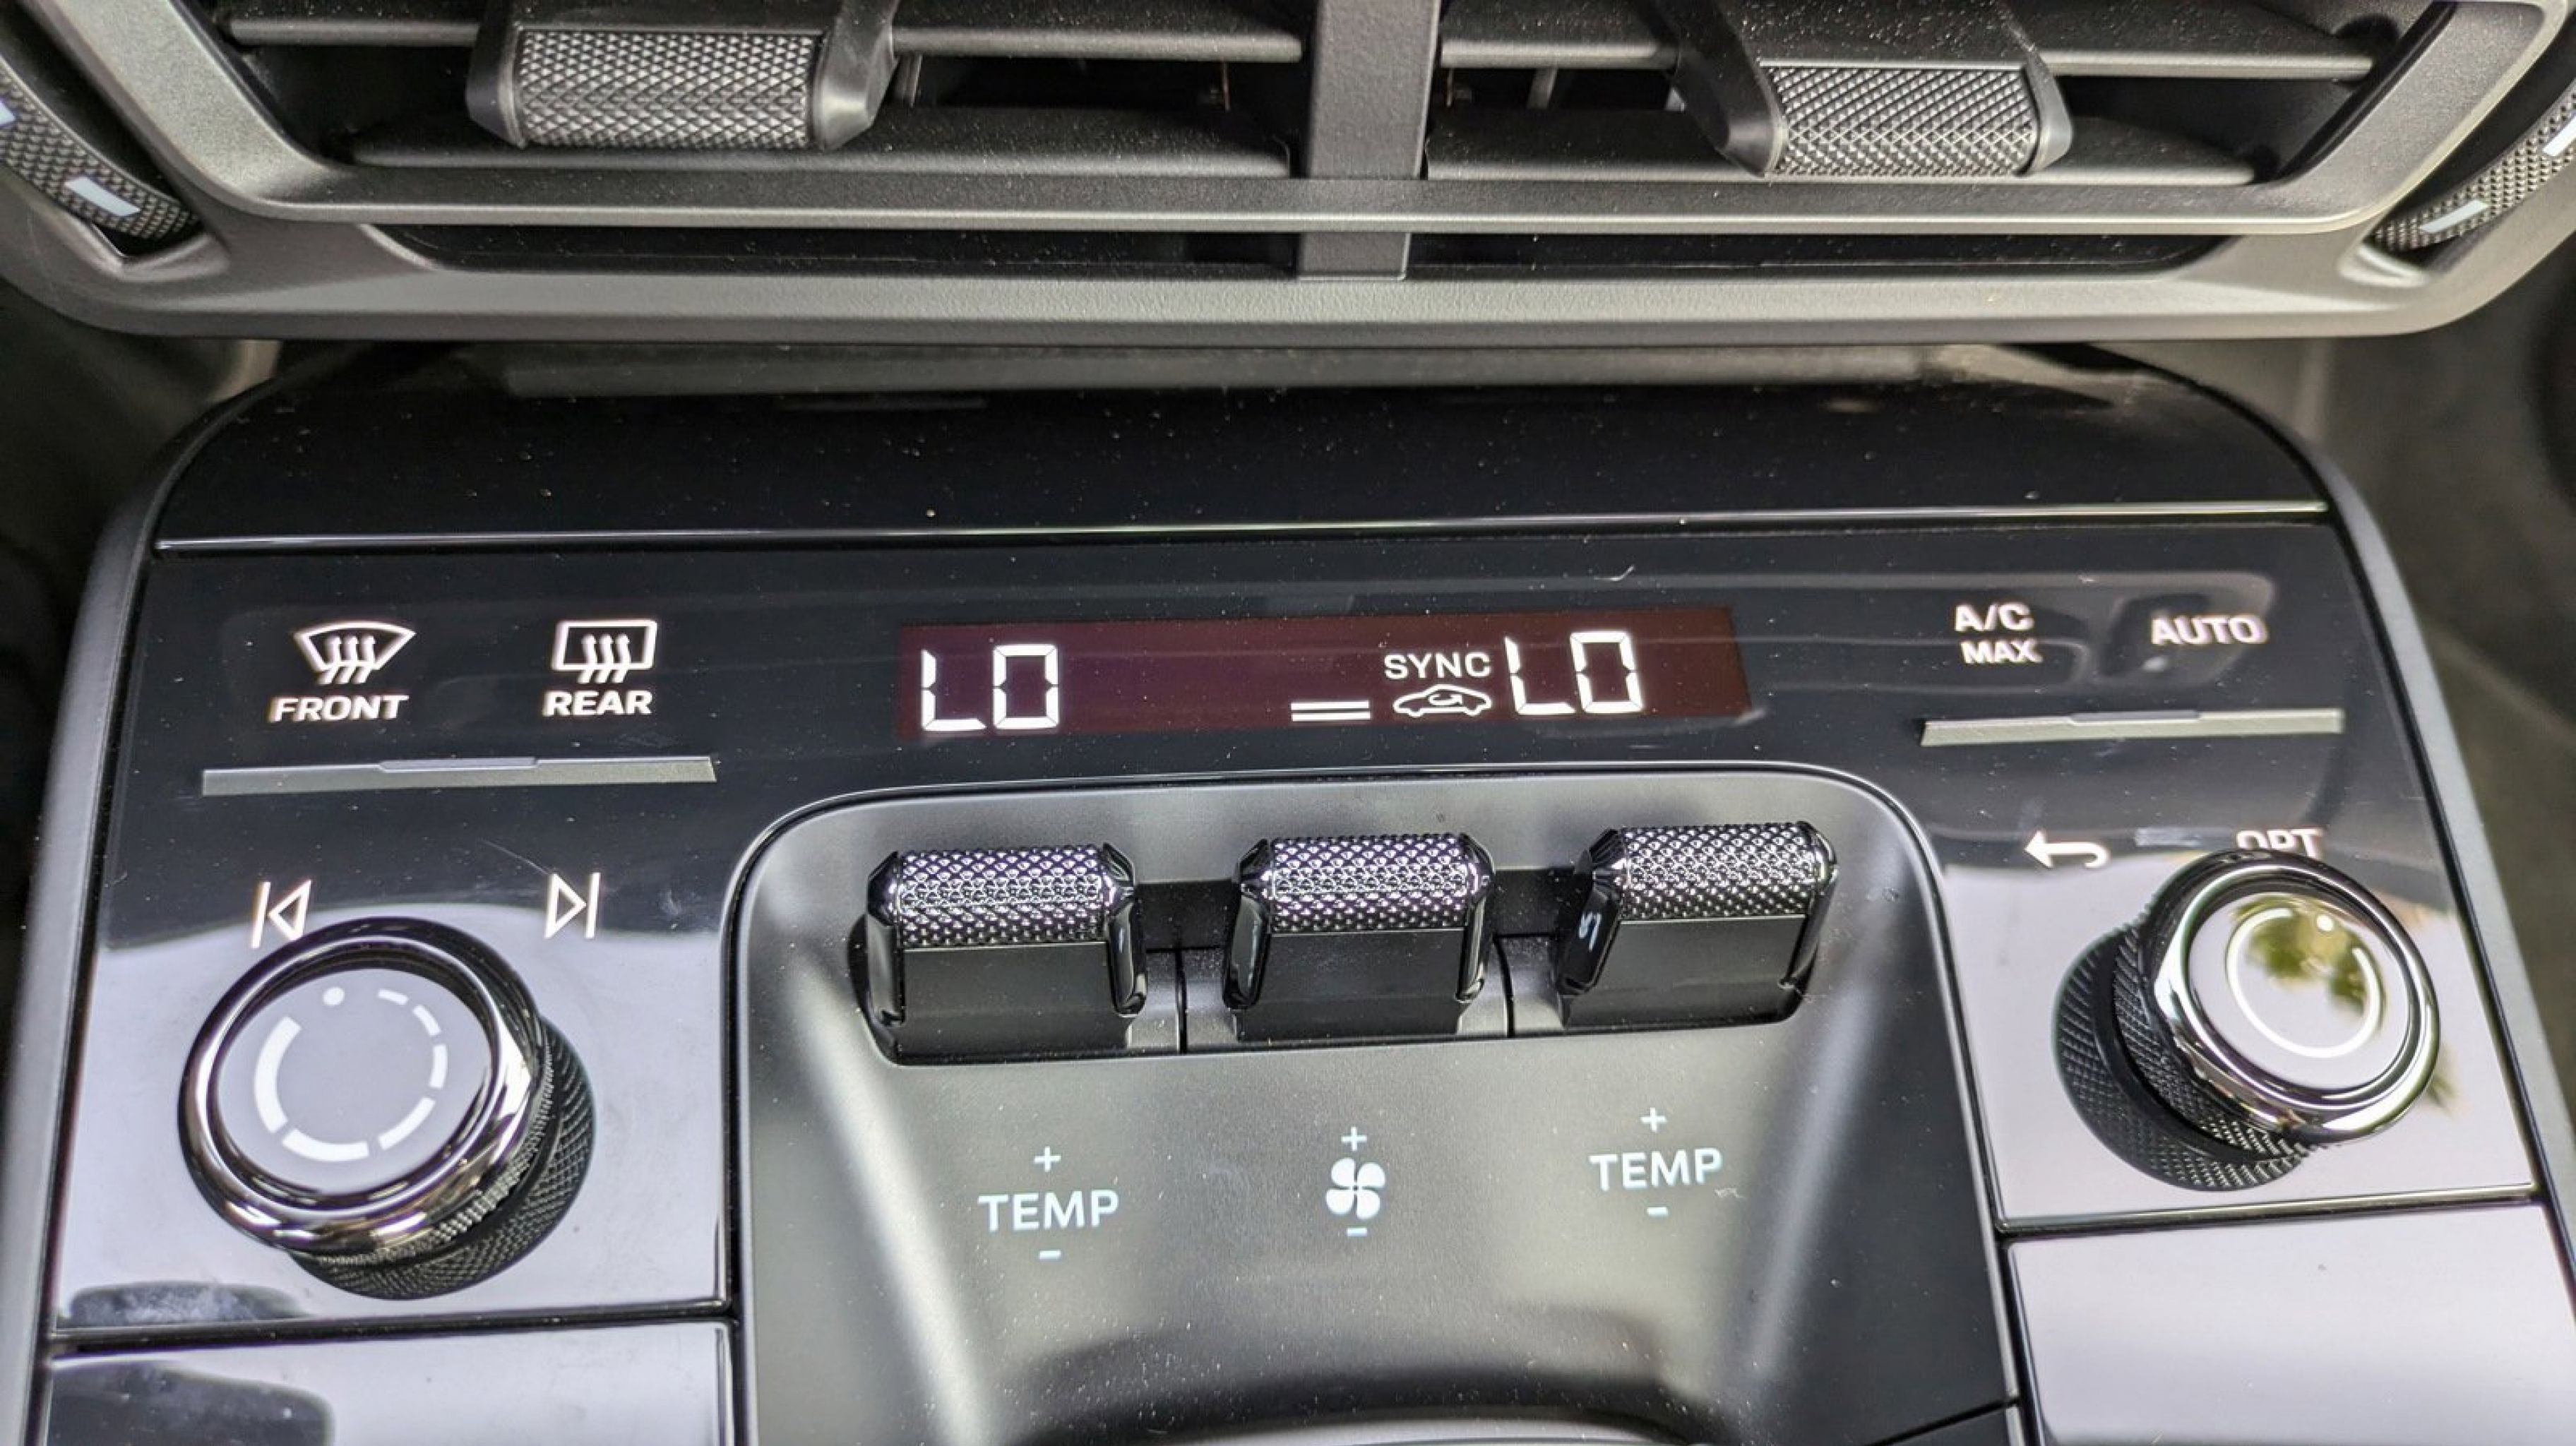 FRONT
REAR
LO
SYNC
LO
A/C
MAX
AUTO
OPT
+
TEMP
-
+
-
+
TEMP
-